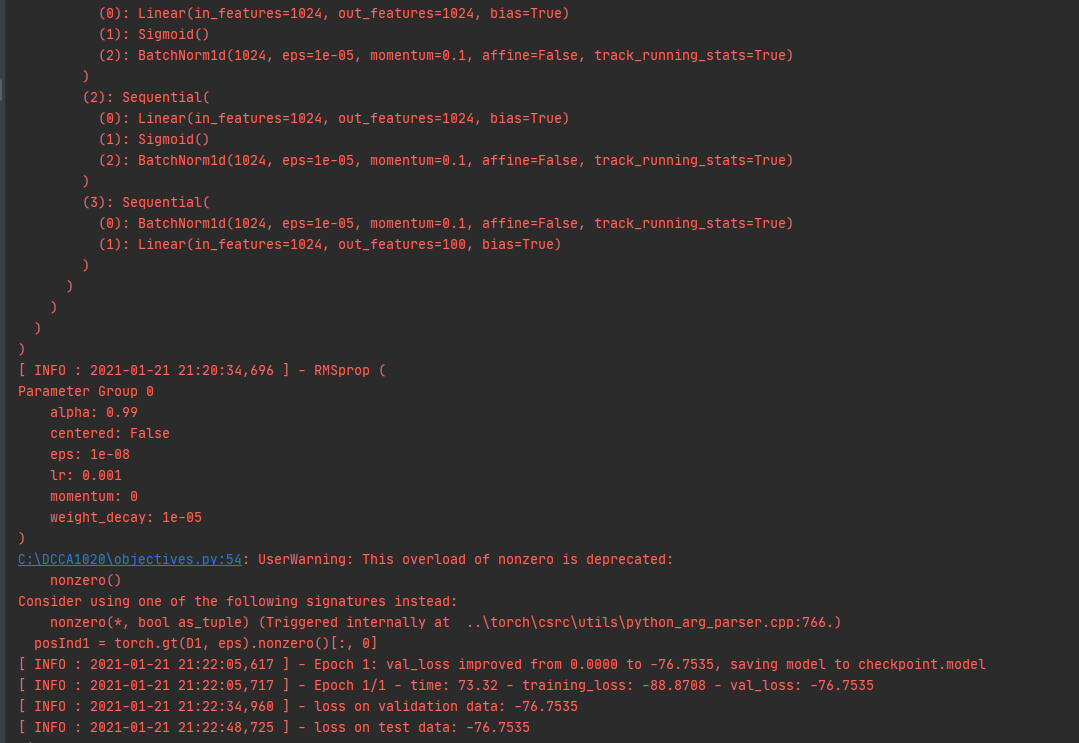 (0): Linear(in_features=1024, out_features=1024, bias=True)
(1): Sigmoid()
(2): BatchNorm1d(1024, eps=1e-05, momentum=0.1, affine=False, track_running_stats=True)
)
(2): Sequential(
(0): Linear(in_features=1024, out_features=1024, bias=True)
(1): Sigmoid()
(2): BatchNorm1d(1024, eps=1e-05, momentum=0.1, affine=False, track_running_stats=True)
)
(3): Sequential(
(0): BatchNorm1d(1024, eps=1e-05, momentum=0.1, affine=False, track_running_stats=True)
(1): Linear(in_features=1024, out_features=100, bias=True)
)
)
)
)
)
[ INFO : 2021-01-21 21:20:34,696 ] - RMSprop (
Parameter Group 0
alpha: 0.99
centered: False
eps: 1e-08
lr: 0.001
momentum: 0
weight_decay: 1e-05
)
C:\DCCA1020\objectives.py:54: UserWarning: This overload of nonzero is deprecated:
nonzero()
Consider using one of the following signatures instead:
nonzero(*, bool as_tuple) (Triggered internally at  ..\torch\csrc\utils\python_arg_parser.cpp:766.)
posInd1 = torch.gt(D1, eps).nonzero()[:, 0]
[ INFO : 2021-01-21 21:22:05,617 ] - Epoch 1: val_loss improved from 0.0000 to -76.7535, saving model to checkpoint.model
[ INFO : 2021-01-21 21:22:05,717 ] - Epoch 1/1 - time: 73.32 - training_loss: -88.8708 - val_loss: -76.7535
[ INFO : 2021-01-21 21:22:34,960 ] - loss on validation data: -76.7535
[ INFO : 2021-01-21 21:22:48,725 ] - loss on test data: -76.7535